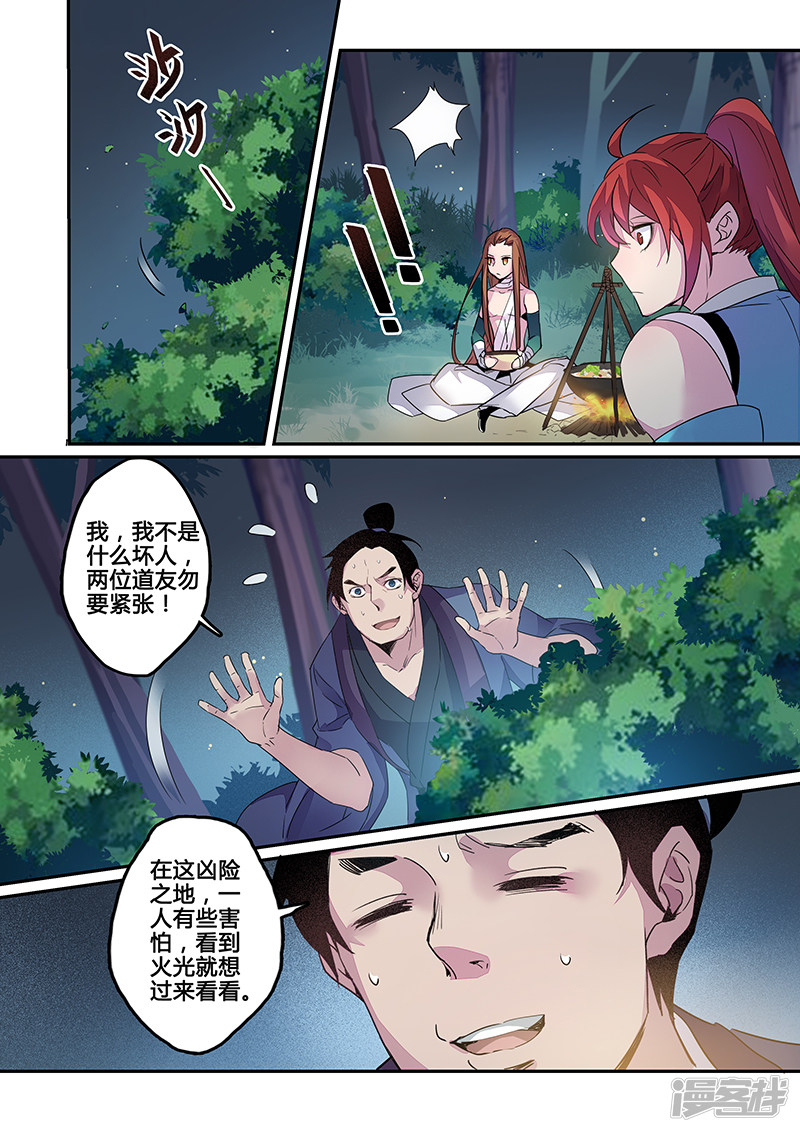 沙
沙
！！
我，我不是
什么坏人，
两位道友勿
要紧张！
在这凶险
之地，一
人有些害
怕，看到
火光就想
过来看看。
漫客栈